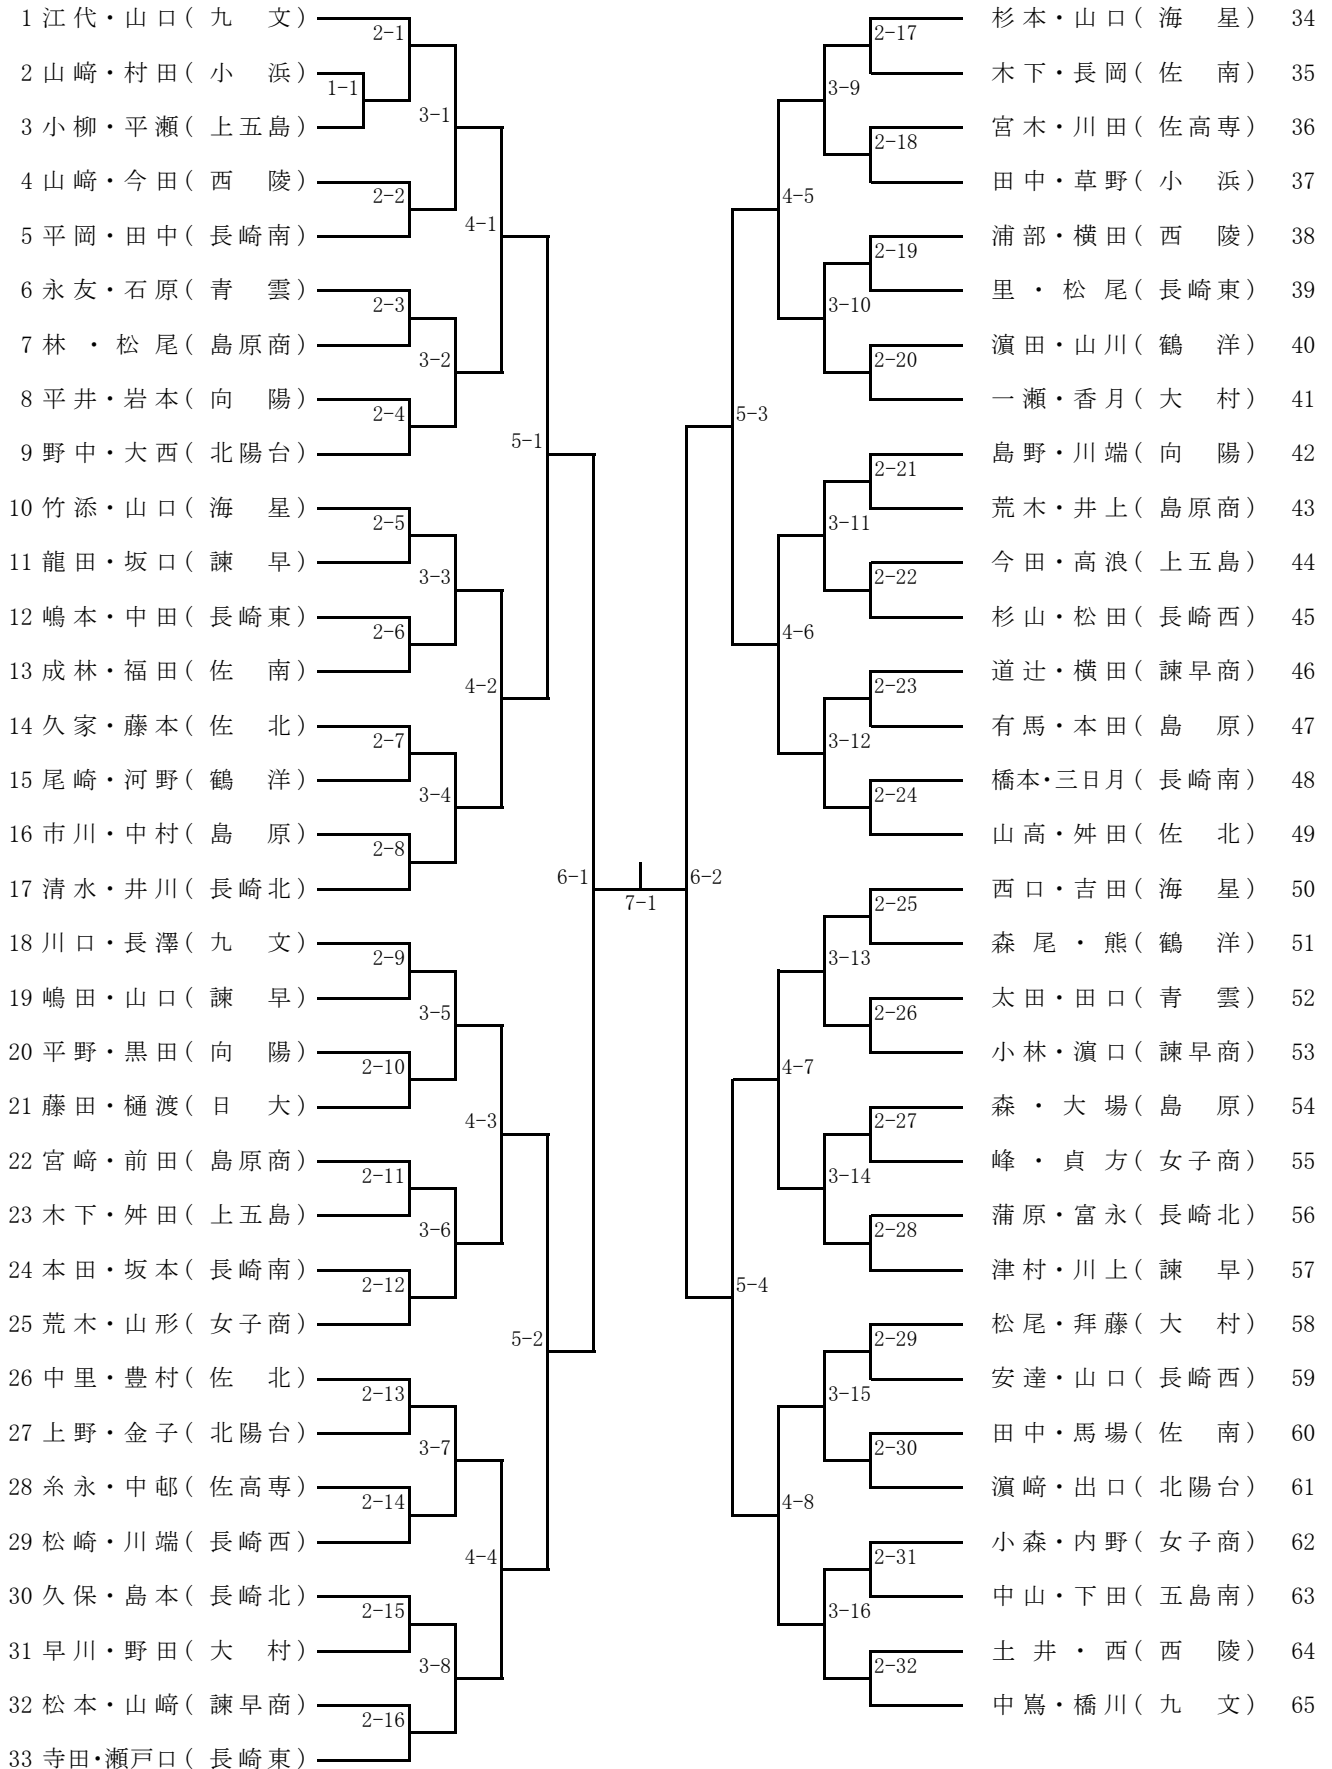 1 江代・山口( 九 文)
2 山﨑・村田( 小 浜)
3 小柳・平瀬( 上五島)
4 山﨑・今田( 西 陵)
5 平岡・田中( 長崎南)
6 永友・石原( 青 雲)
7 林 ・ 松尾( 島原商)
8 平井・岩本( 向 陽)
9 野中・大西( 北陽台)
10 竹添・山口( 海 星)
11 龍田・坂口( 諫 早)
12 嶋本・中田( 長崎東)
13 成林・福田( 佐 南)
14 久家・藤本( 佐 北)
15 尾崎・河野( 鶴 洋)
16 市川・中村( 島 原)
17 清水・井川( 長崎北)
18 川口・長澤( 九 文)
19 嶋田・山口( 諫 早)
20 平野・黒田( 向 陽)
21 藤田・樋渡( 日 大)
22 宮﨑・前田( 島原商)
23 木下・舛田( 上五島)
24 本田・坂本( 長崎南)
25 荒木・山形( 女子商)
26 中里・豊村( 佐 北)
27 上野・金子( 北陽台)
28 糸永・中邨( 佐高専)
29 松崎・川端( 長崎西)
30 久保・島本( 長崎北)
31 早川・野田( 大 村)
32 松本・山﨑( 諫早商)
33 寺田・瀬戸口( 長崎東)
1-1
2-1
2-2
2-3
2-4
2-5
2-6
2-7
2-8
2-9
2-10
2-11
2-12
2-13
2-14
2-15
2-16
3-1
3-2
3-3
3-4
3-5
3-6
3-7
3-8
4-1
4-2
4-3
4-4
5-1
5-2
6-1
7-1
6-2
5-3
5-4
4-5
4-6
4-7
4-8
3-9
3-10
3-11
3-12
3-13
3-14
3-15
3-16
2-17
2-18
2-19
2-20
2-21
2-22
2-23
2-24
2-25
2-26
2-27
2-28
2-29
2-30
2-31
2-32
杉本・山口( 海 星) 34
木下・長岡( 佐 南) 35
宮木・川田( 佐高専) 36
田中・草野( 小 浜) 37
浦部・横田( 西 陵) 38
里 ・ 松尾( 長崎東) 39
濵田・山川( 鶴 洋) 40
一瀬・香月( 大 村) 41
島野・川端( 向 陽) 42
荒木・井上( 島原商) 43
今田・高浪( 上五島) 44
杉山・松田( 長崎西) 45
道辻・横田( 諫早商) 46
有馬・本田( 島 原) 47
橋本・三日月( 長崎南) 48
山高・舛田( 佐 北) 49
西口・吉田( 海 星) 50
森尾 ・ 熊( 鶴 洋) 51
太田・田口( 青 雲) 52
小林・濵口( 諫早商) 53
森 ・ 大場( 島 原) 54
峰 ・ 貞方( 女子商) 55
蒲原・富永( 長崎北) 56
津村・川上( 諫 早) 57
松尾・拜藤( 大 村) 58
安達・山口( 長崎西) 59
田中・馬場( 佐 南) 60
濵﨑・出口( 北陽台) 61
小森・内野( 女子商) 62
中山・下田( 五島南) 63
土井 ・ 西( 西 陵) 64
中嶌・橋川( 九 文) 65